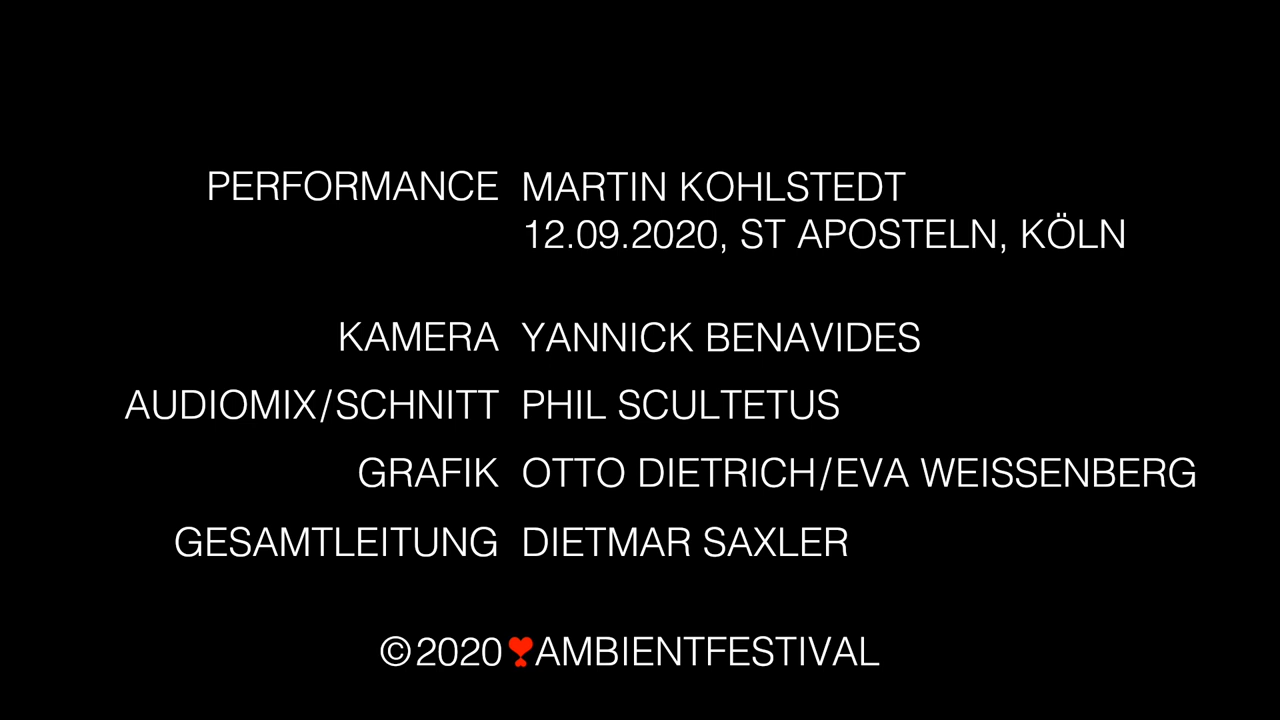 PERFORMANCE MARTIN KOHLSTEDT
12.09.2020, ST APOSTELN, KÖLN
KAMERA YANNICK BENAVIDES
AUDIOMIX/SCHNITT PHIL SCULTETUS
GRAFIK OTTO DIETRICH/EVA WEISSENBERG
GESAMTLEITUNG DIETMAR SAXLER
©2020❣AMBIENTFESTIVAL